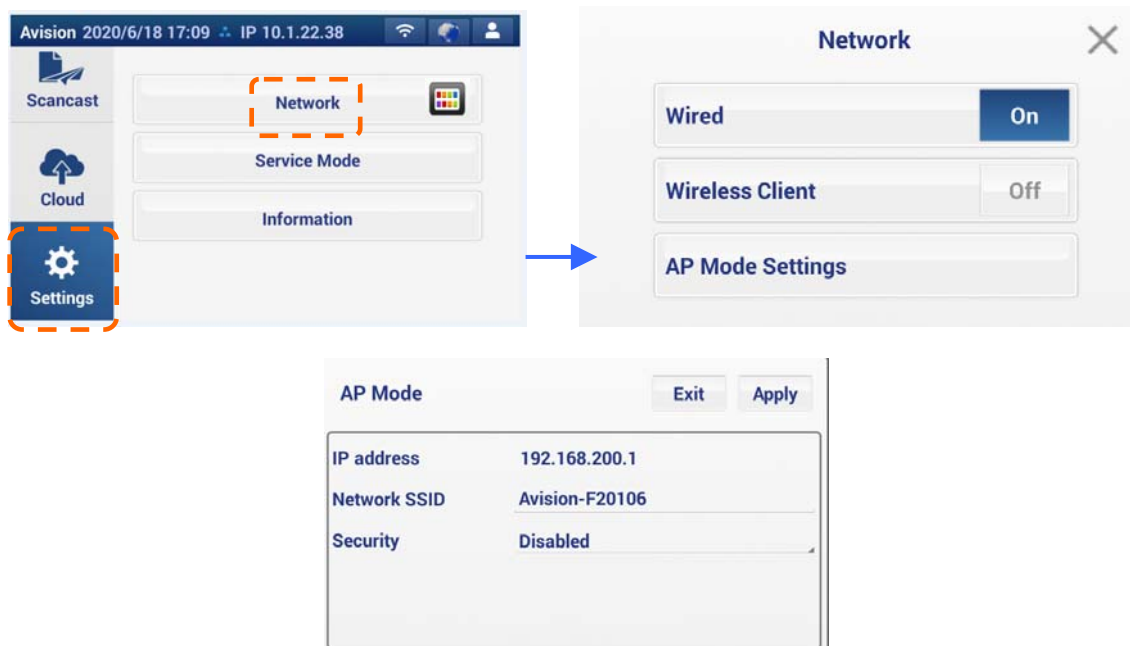 Avision 2020/6/18 17:09 IP 10.1.22.38
Scancast
Cloud
Settings
Network
Service Mode
Information
Network
Wired On
Wireless Client Off
AP Mode Settings
AP Mode Exit Apply
IP address 192.168.200.1
Network SSID Avision-F20106
Security Disabled